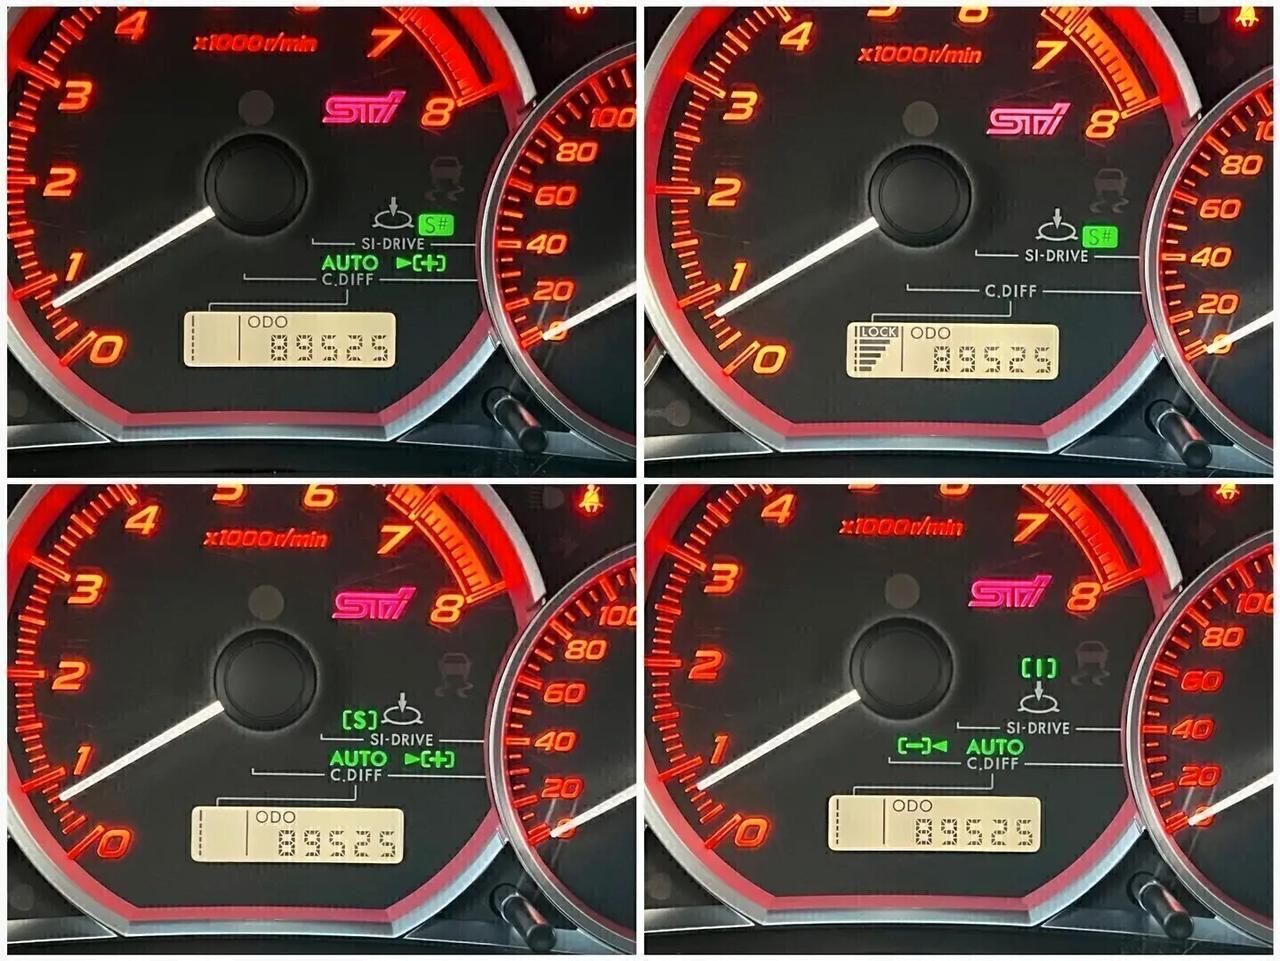 4
x1000r/min
7
3
STI
8
100
80
2
60
S#
SI-DRIVE
40
1
AUTO ►[+]
C.DIFF
20
ODO
0
89525
0
4
x1000r/min
7
3
STI
8
80
2
60
S#
SI-DRIVE
40
1
C.DIFF
20
LOCK ODO
0
89525
0
5 6
4
x1000r/min
7
3
STI
8
100
80
2
60
[S]
SI-DRIVE
40
1
AUTO ►[+]
C.DIFF
20
ODO
0
89525
0
4
x1000r/min
7
3
STI
8
100
80
2
[I]
60
SI-DRIVE
40
1
[−]◄ AUTO
C.DIFF
20
ODO
0
89525
0